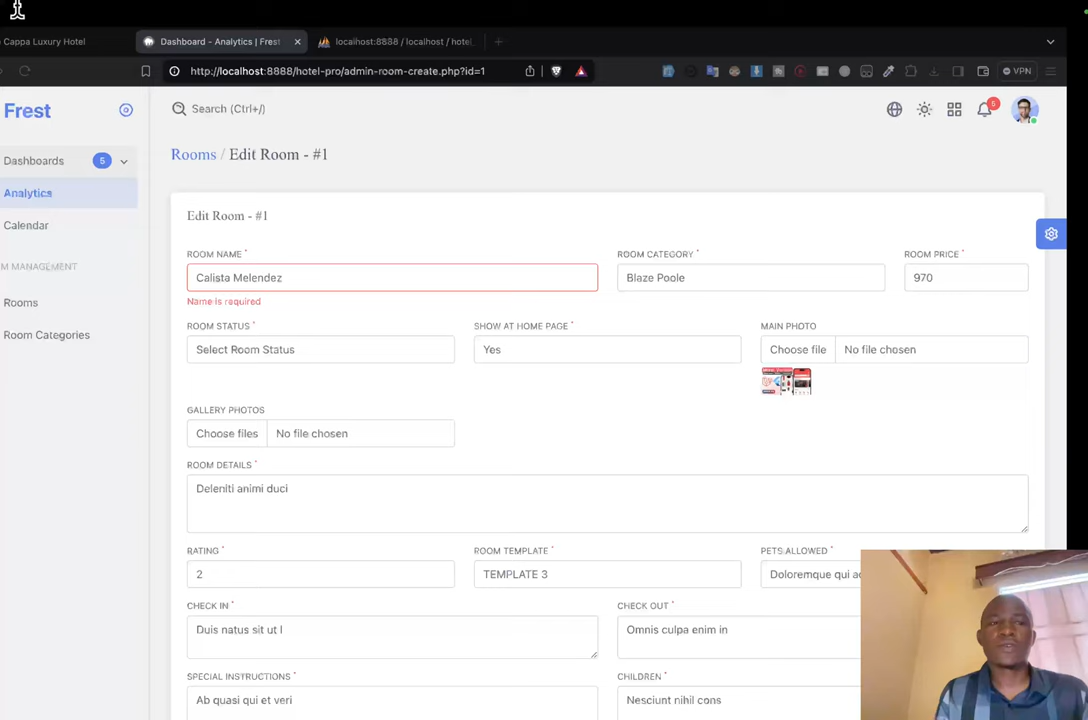 Cappa Luxury Hotel
Dashboard - Analytics | Frest
localhost:8888 / localhost / hotel
http://localhost:8888/hotel-pro/admin-room-create.php?id=1
VPN
Frest
Search (Ctrl+/)
5
Dashboards 5
Rooms / Edit Room - #1
Analytics
Calendar
M MANAGEMENT
Rooms
Room Categories
Edit Room - #1
ROOM NAME *
ROOM CATEGORY *
ROOM PRICE *
Calista Melendez
Blaze Poole
970
Name is required
ROOM STATUS *
SHOW AT HOME PAGE *
MAIN PHOTO
Select Room Status
Yes
Choose file No file chosen
GALLERY PHOTOS
Choose files No file chosen
ROOM DETAILS *
Deleniti animi duci
RATING *
ROOM TEMPLATE *
PETS ALLOWED *
2
TEMPLATE 3
Doloremque qui
CHECK IN *
CHECK OUT *
Duis natus sit ut l
Omnis culpa enim in
SPECIAL INSTRUCTIONS *
CHILDREN *
Ab quasi qui et veri
Nesciunt nihil cons